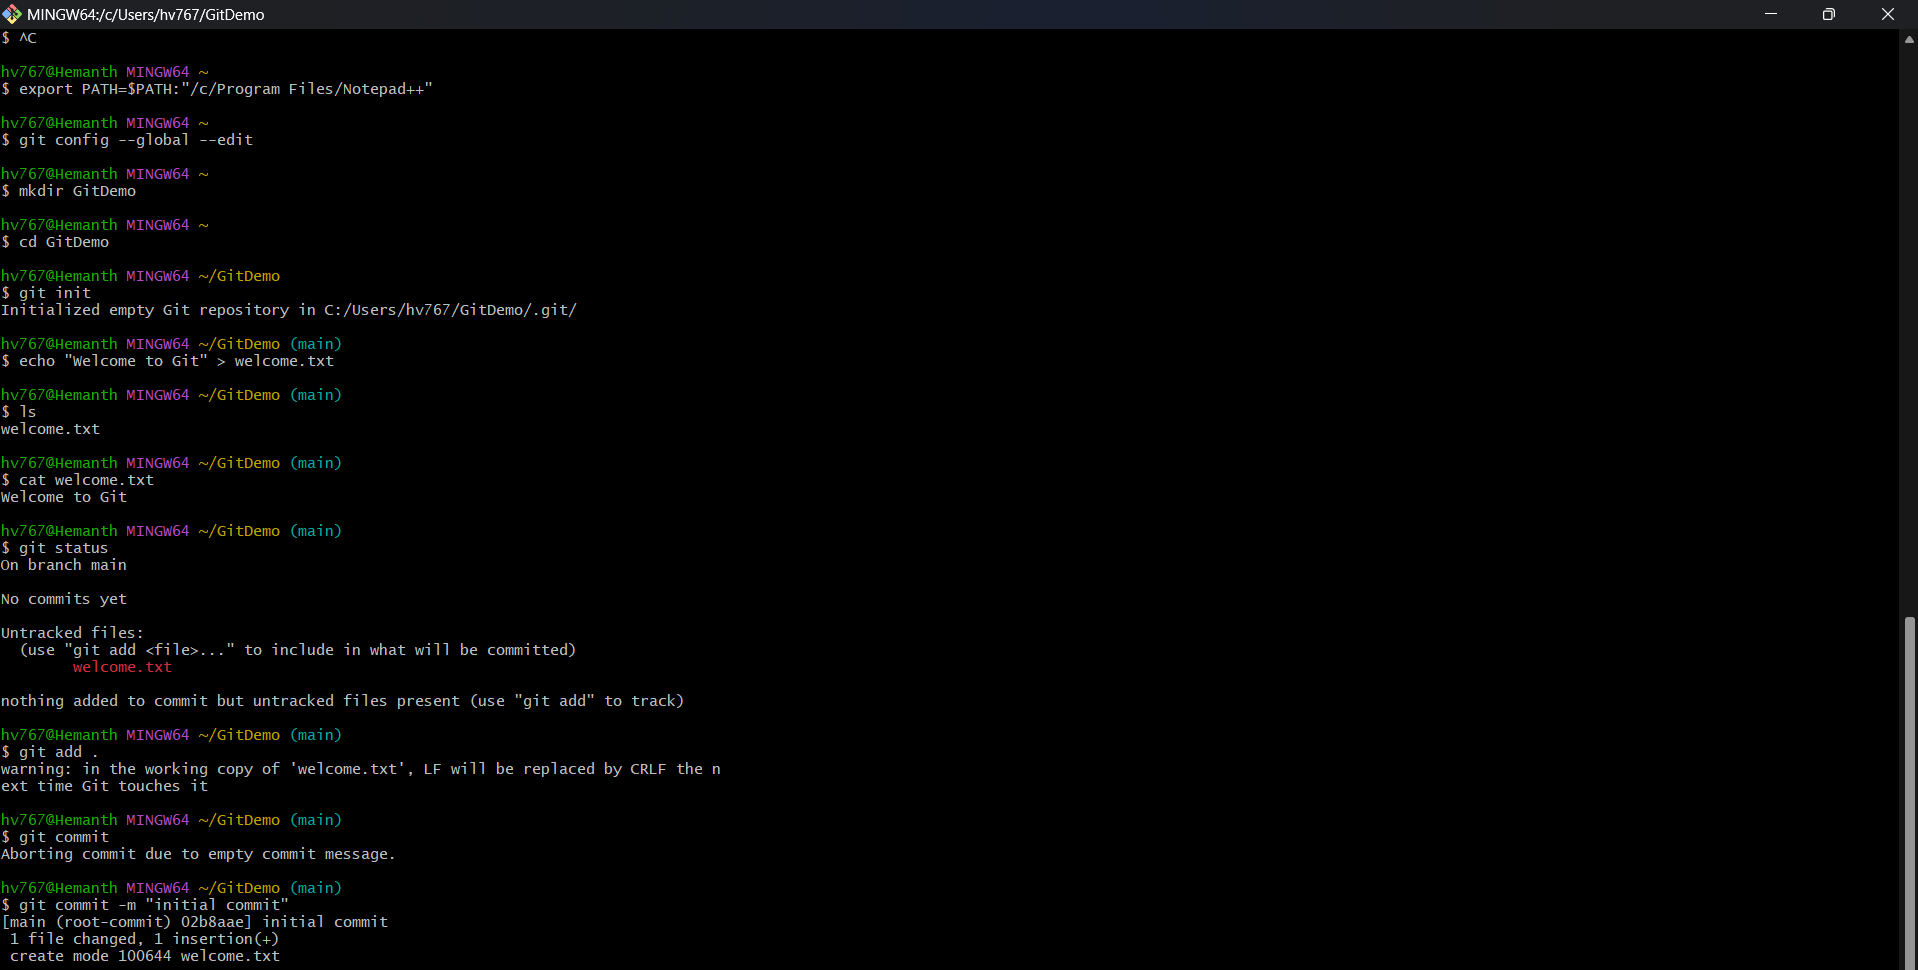 MINGW64:/c/Users/hv767/GitDemo
$ ^C
hv767@Hemanth MINGW64 ~
$ export PATH=$PATH:"/c/Program Files/Notepad++"
hv767@Hemanth MINGW64 ~
$ git config --global --edit
hv767@Hemanth MINGW64 ~
$ mkdir GitDemo
hv767@Hemanth MINGW64 ~
$ cd GitDemo
hv767@Hemanth MINGW64 ~/GitDemo
$ git init
Initialized empty Git repository in C:/Users/hv767/GitDemo/.git/
hv767@Hemanth MINGW64 ~/GitDemo (main)
$ echo "Welcome to Git" > welcome.txt
hv767@Hemanth MINGW64 ~/GitDemo (main)
$ ls
welcome.txt
hv767@Hemanth MINGW64 ~/GitDemo (main)
$ cat welcome.txt
Welcome to Git
hv767@Hemanth MINGW64 ~/GitDemo (main)
$ git status
On branch main
No commits yet
Untracked files:
  (use "git add <file>..." to include in what will be committed)
        welcome.txt
nothing added to commit but untracked files present (use "git add" to track)
hv767@Hemanth MINGW64 ~/GitDemo (main)
$ git add .
warning: in the working copy of 'welcome.txt', LF will be replaced by CRLF the n
ext time Git touches it
hv767@Hemanth MINGW64 ~/GitDemo (main)
$ git commit
Aborting commit due to empty commit message.
hv767@Hemanth MINGW64 ~/GitDemo (main)
$ git commit -m "initial commit"
[main (root-commit) 02b8aae] initial commit
 1 file changed, 1 insertion(+)
 create mode 100644 welcome.txt